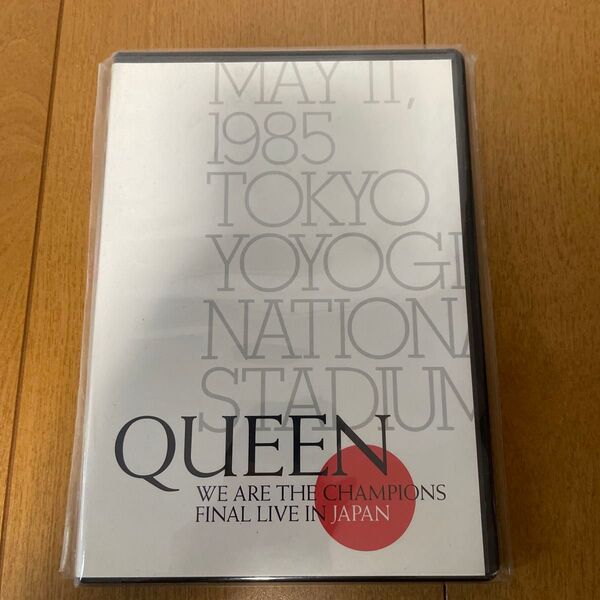 MAY 11,
1985
TOKYO
YOYOGI
NATIONA
STADIUM
QUEEN
WE ARE THE CHAMPIONS
FINAL LIVE IN JAPAN